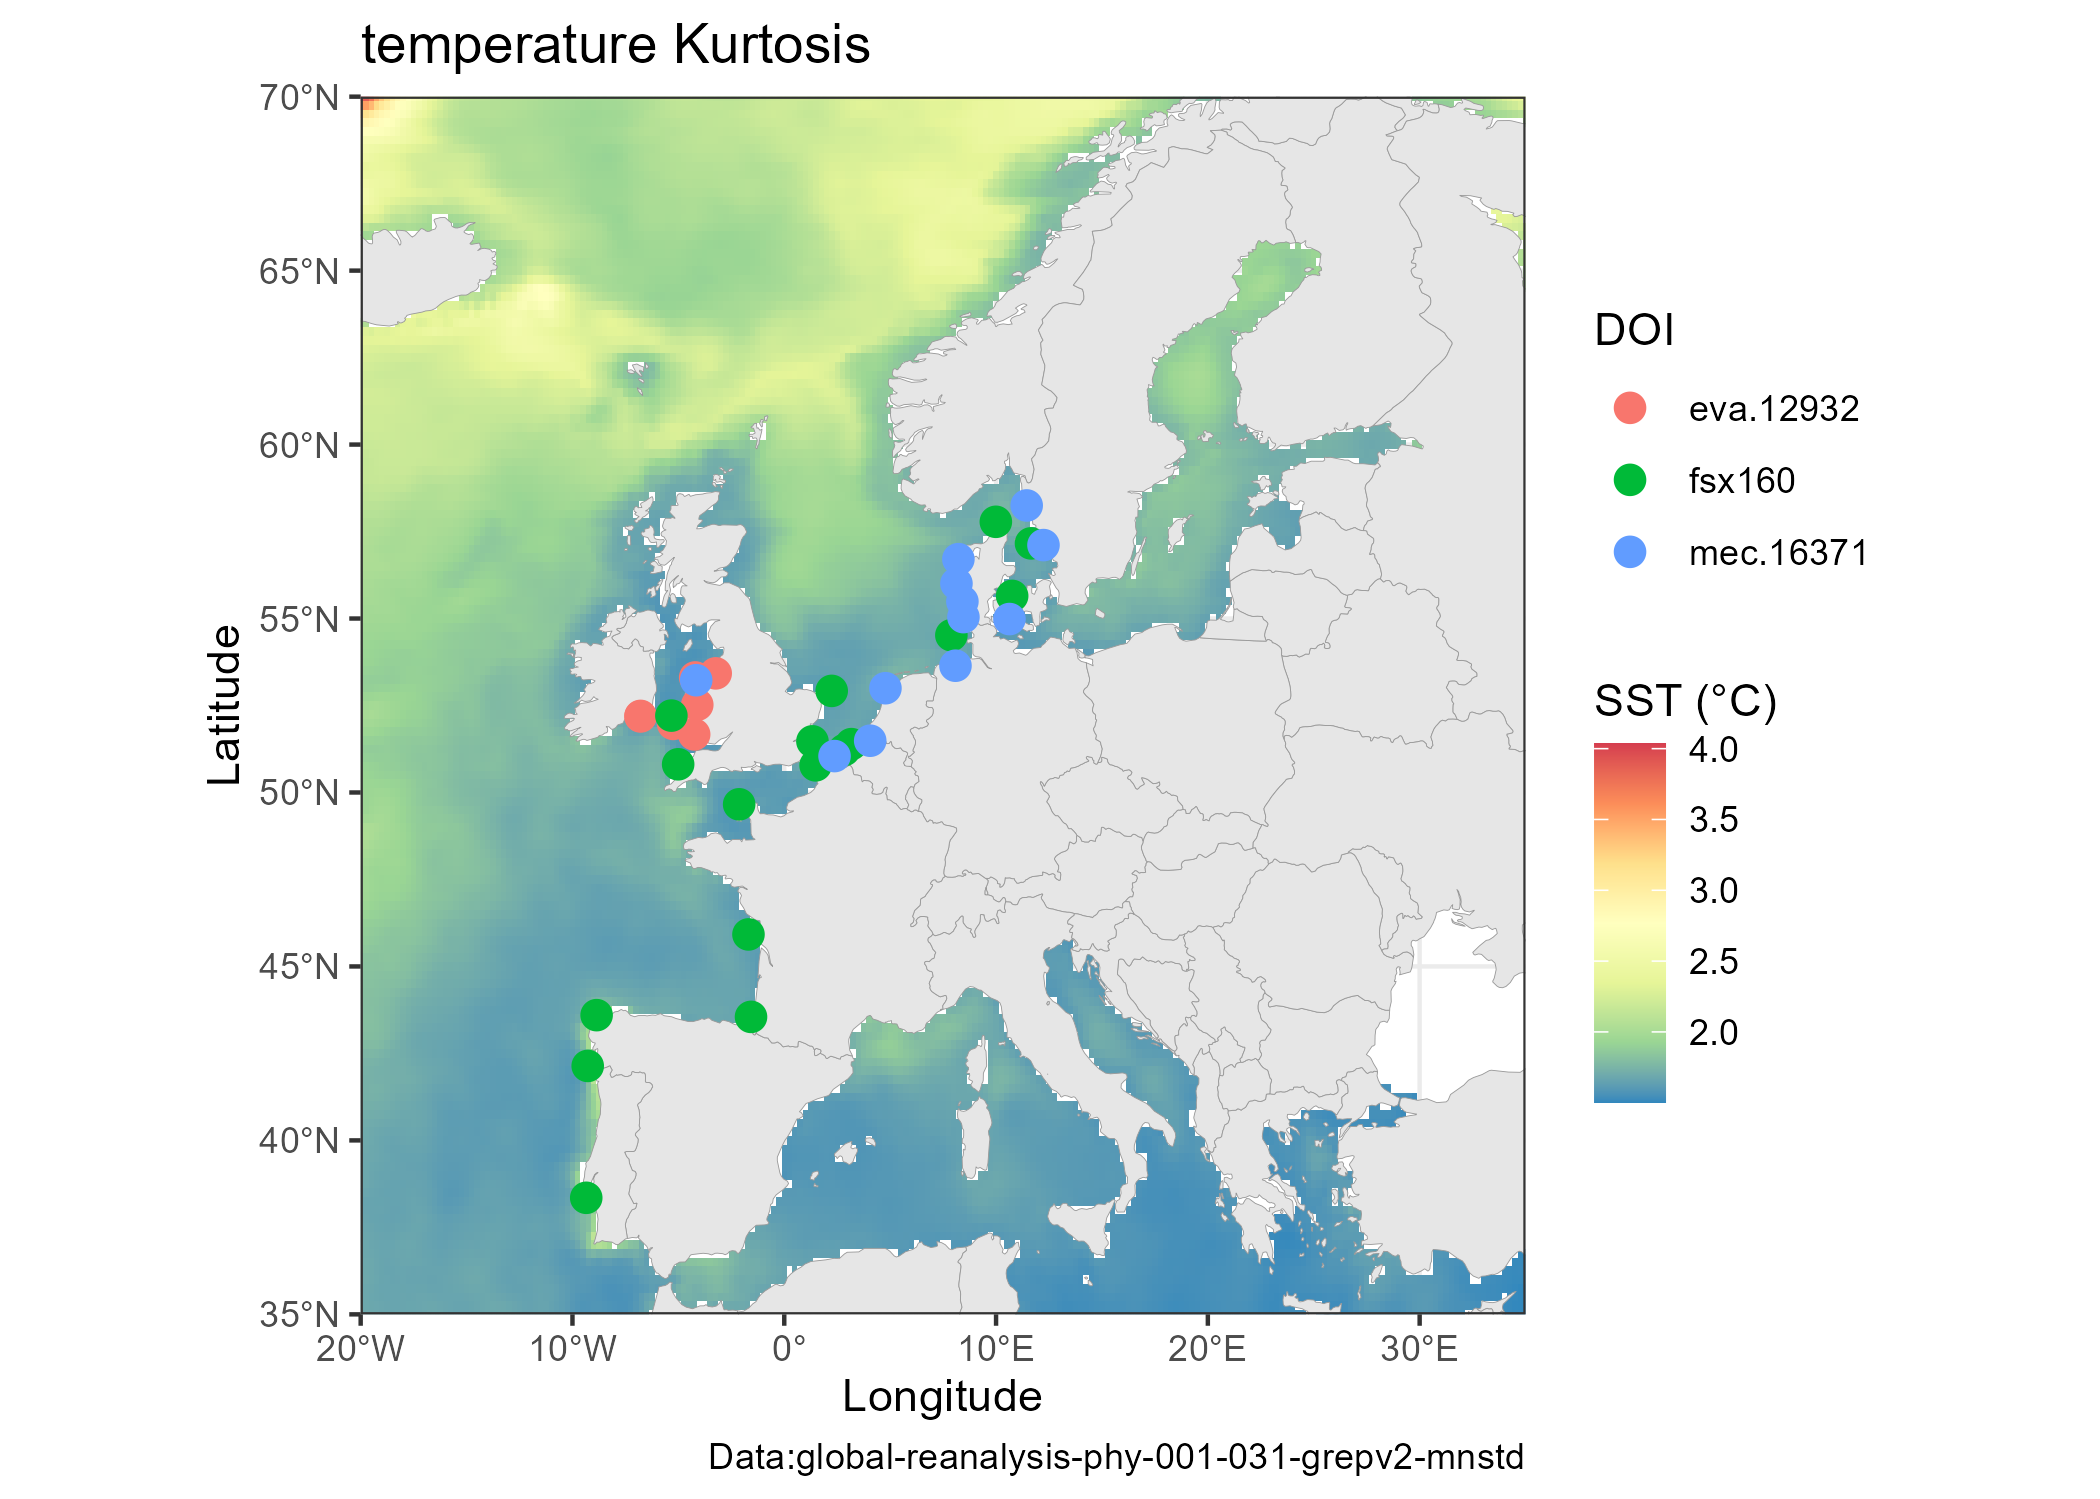 temperature Kurtosis
70°N
65°N
60°N
55°N
50°N
45°N
40°N
35°N
Latitude
20°W
10°W
0°
10°E
20°E
30°E
Longitude
Data:global-reanalysis-phy-001-031-grepv2-mnstd
DOI
eva.12932
fsx160
mec.16371
SST (°C)
4.0
3.5
3.0
2.5
2.0